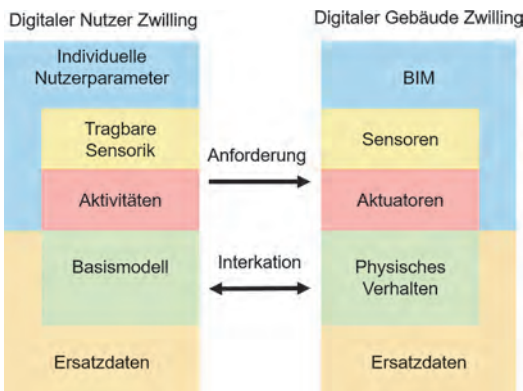 Digitaler Nutzer Zwilling
Individuelle
Nutzerparameter
Tragbare
Sensorik
Aktivitäten
Basismodell
Ersatzdaten
Anforderung
Interkation
Digitaler Gebäude Zwilling
BIM
Sensoren
Aktuatoren
Physisches
Verhalten
Ersatzdaten